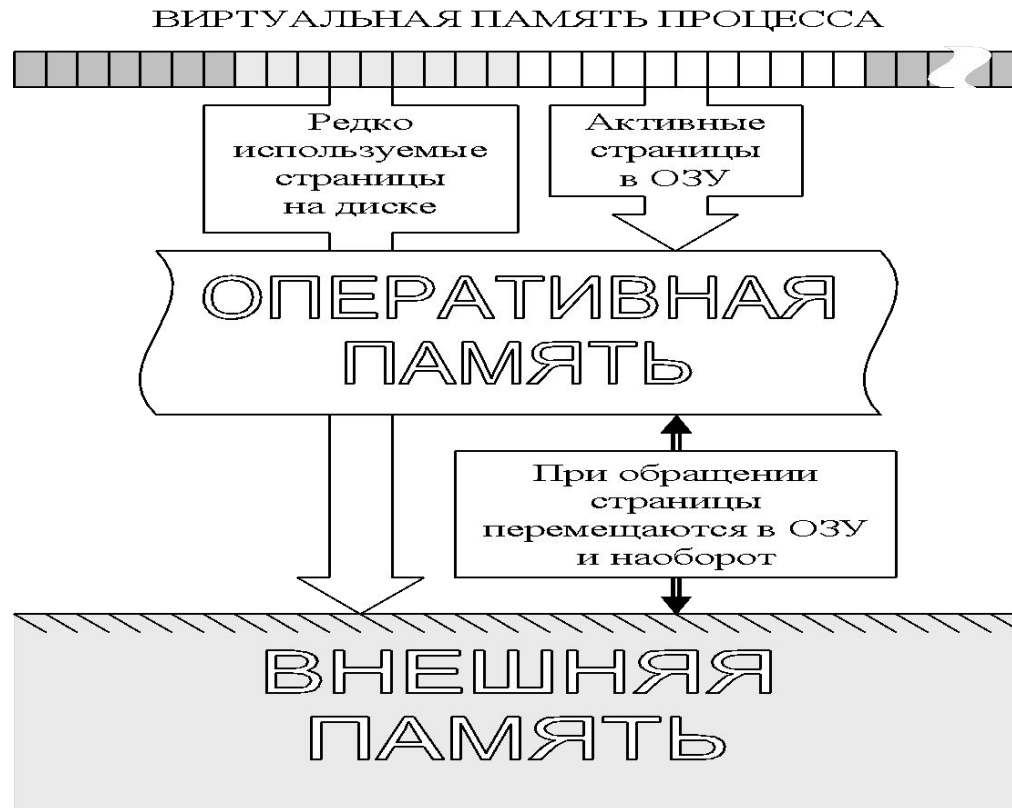 ВИРТУАЛЬНАЯ ПАМЯТЬ ПРОЦЕССА
Редко
используемые
страницы
на диске
Активные
страницы
в ОЗУ
ОПЕРАТИВНАЯ
ПАМЯТЬ
При обращении
страницы
перемещаются в ОЗУ
и наоборот
ВНЕШНЯЯ
ПАМЯТЬ